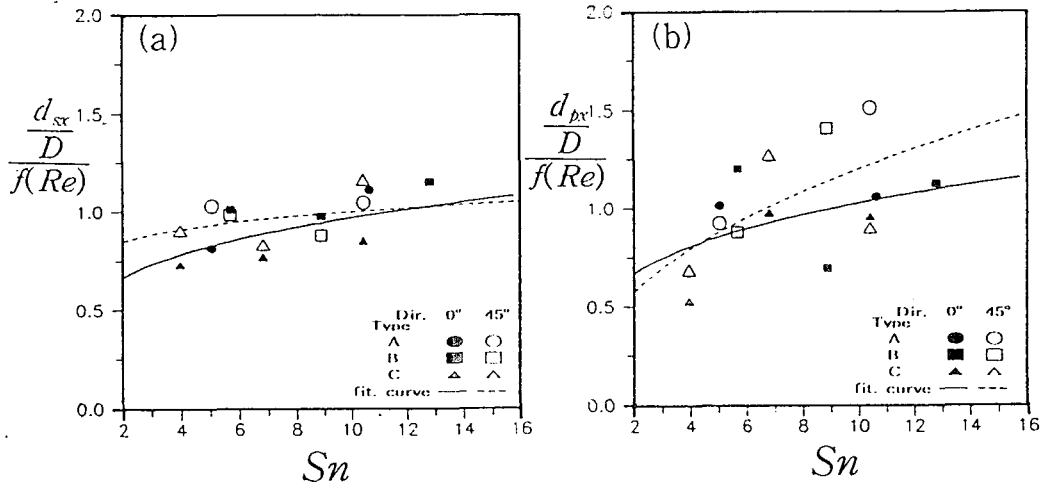 (a)
2.0
1.5
1.0
0.5
0.0
d_sx
D
f(Re)
Dir. 0" 45"
Type
A
B
C
fit. curve
2 4 6 8 10 12 14 16
Sn
(b)
2.0
1.5
1.0
0.5
0.0
d_px
D
f(Re)
Dir. 0" 45°
Type
A
B
C
fit. curve
2 4 6 8 10 12 14 16
Sn